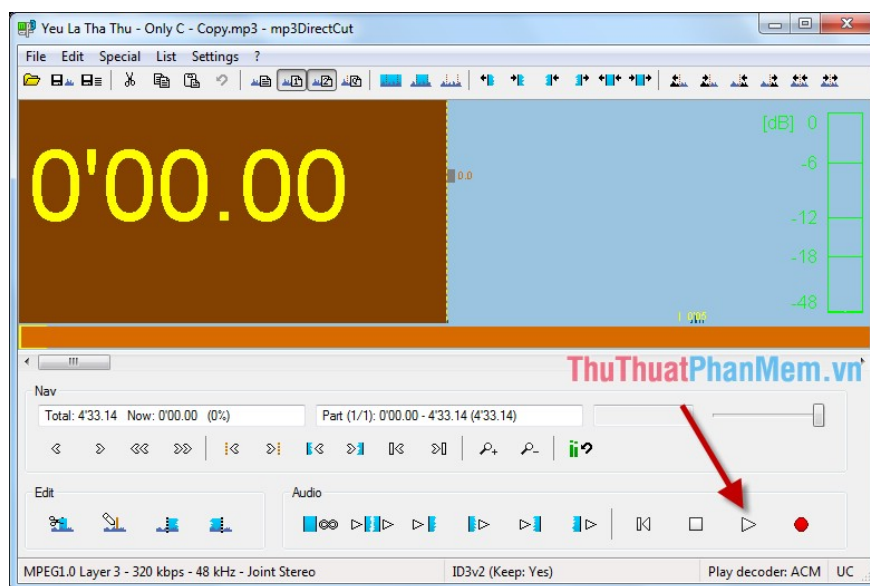 Yeu La Tha Thu - Only C - Copy.mp3 - mp3DirectCut
File Edit Special List Settings ?
0'00.00
[dB] 0
0.0
-6
-12
-18
-48
ThuThuatPhanMem.vn
Nav
Total: 4'33.14 Now: 0'00.00 (0%) Part (1/1): 0'00.00 - 4'33.14 (4'33.14)
Edit Audio
MPEG1.0 Layer 3 - 320 kbps - 48 kHz - Joint Stereo ID3v2 (Keep: Yes) Play decoder: ACM UC